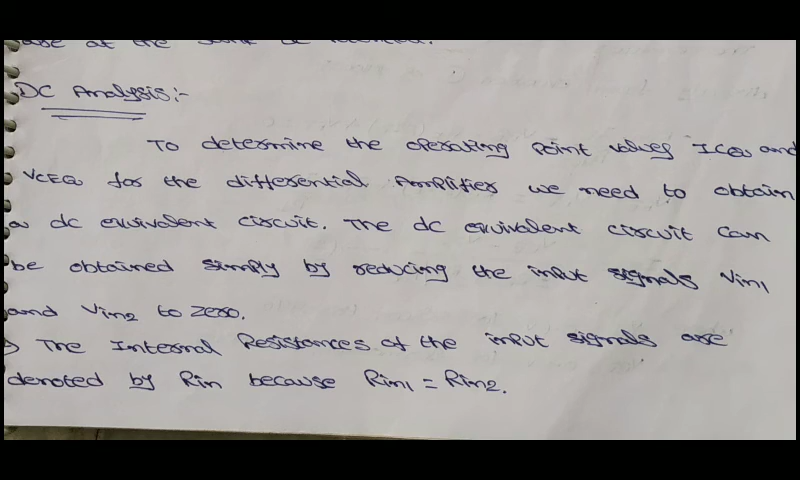 DC Analysis:-
To determine the operating point values ICQ and
VCEQ for the differential Amplifier we need to obtain
a dc equivalent circuit. The dc equivalent circuit can
be obtained simply by reducing the input signals Vin1
and Vin2 to zero.
The Internal Resistances of the input signals are
denoted by Rin because Rin1 = Rin2.